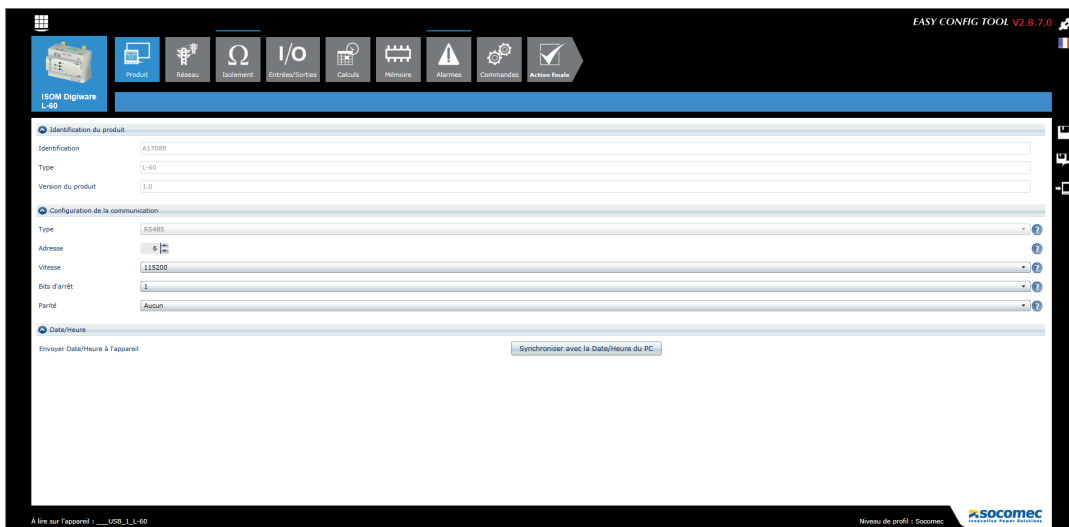 EASY CONFIG TOOL V2.8.7.0
Produit
Réseau
Isolement
I/O
Entrées/Sorties
Calculs
Mémoire
Alarmes
Commandes
Action finale
ISOM Digiware
L-60
Identification du produit
Identification A1708B
Type L-60
Version du produit 1.0
Configuration de la communication
Type RS485
Adresse 6
Vitesse 115200
Bits d'arrêt 1
Parité Aucun
Date/Heure
Envoyer Date/Heure à l'appareil Synchroniser avec la Date/Heure du PC
À lire sur l'appareil : ___USB_1_L-60
Niveau de profil : Socomec
socomec
Innovative Power Solutions